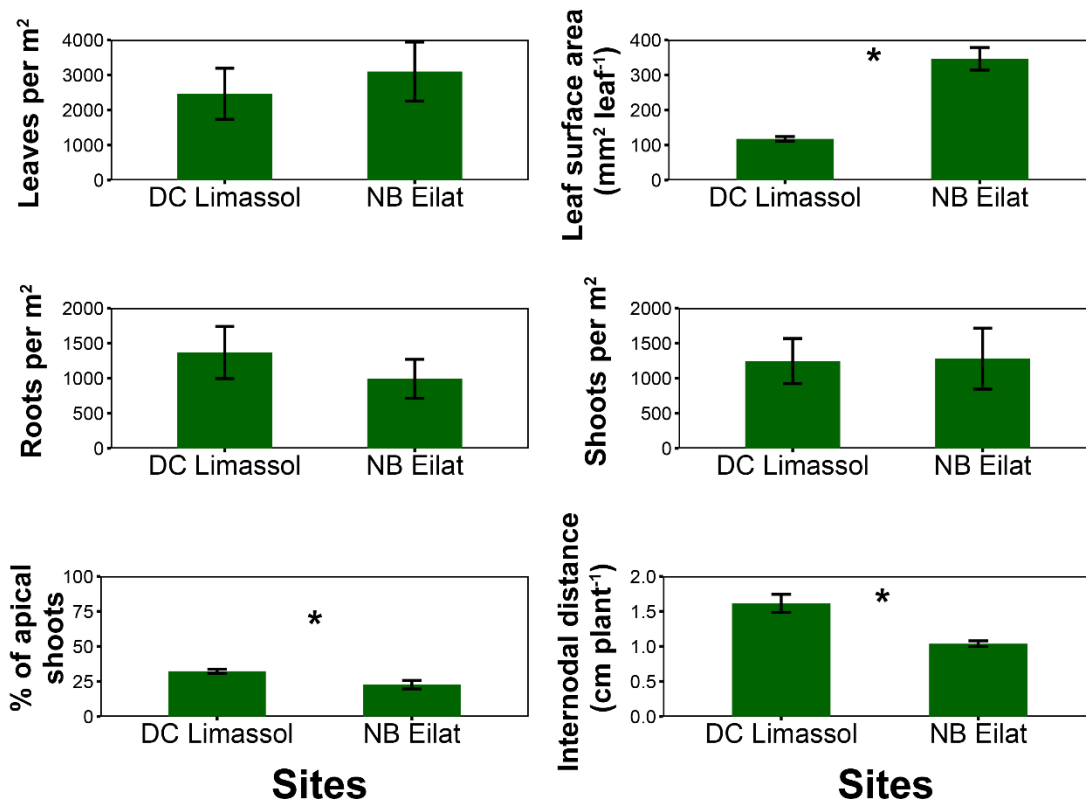 Leaves per m²
4000
3000
2000
1000
0
DC Limassol
NB Eilat
Leaf surface area
(mm² leaf⁻¹)
400
300
200
100
0
*
DC Limassol
NB Eilat
Roots per m²
2000
1500
1000
500
0
DC Limassol
NB Eilat
Shoots per m²
2000
1500
1000
500
0
DC Limassol
NB Eilat
% of apical
shoots
100
75
50
25
0
*
DC Limassol
NB Eilat
Sites
Internodal distance
(cm plant⁻¹)
2.0
1.5
1.0
0.5
0.0
*
DC Limassol
NB Eilat
Sites